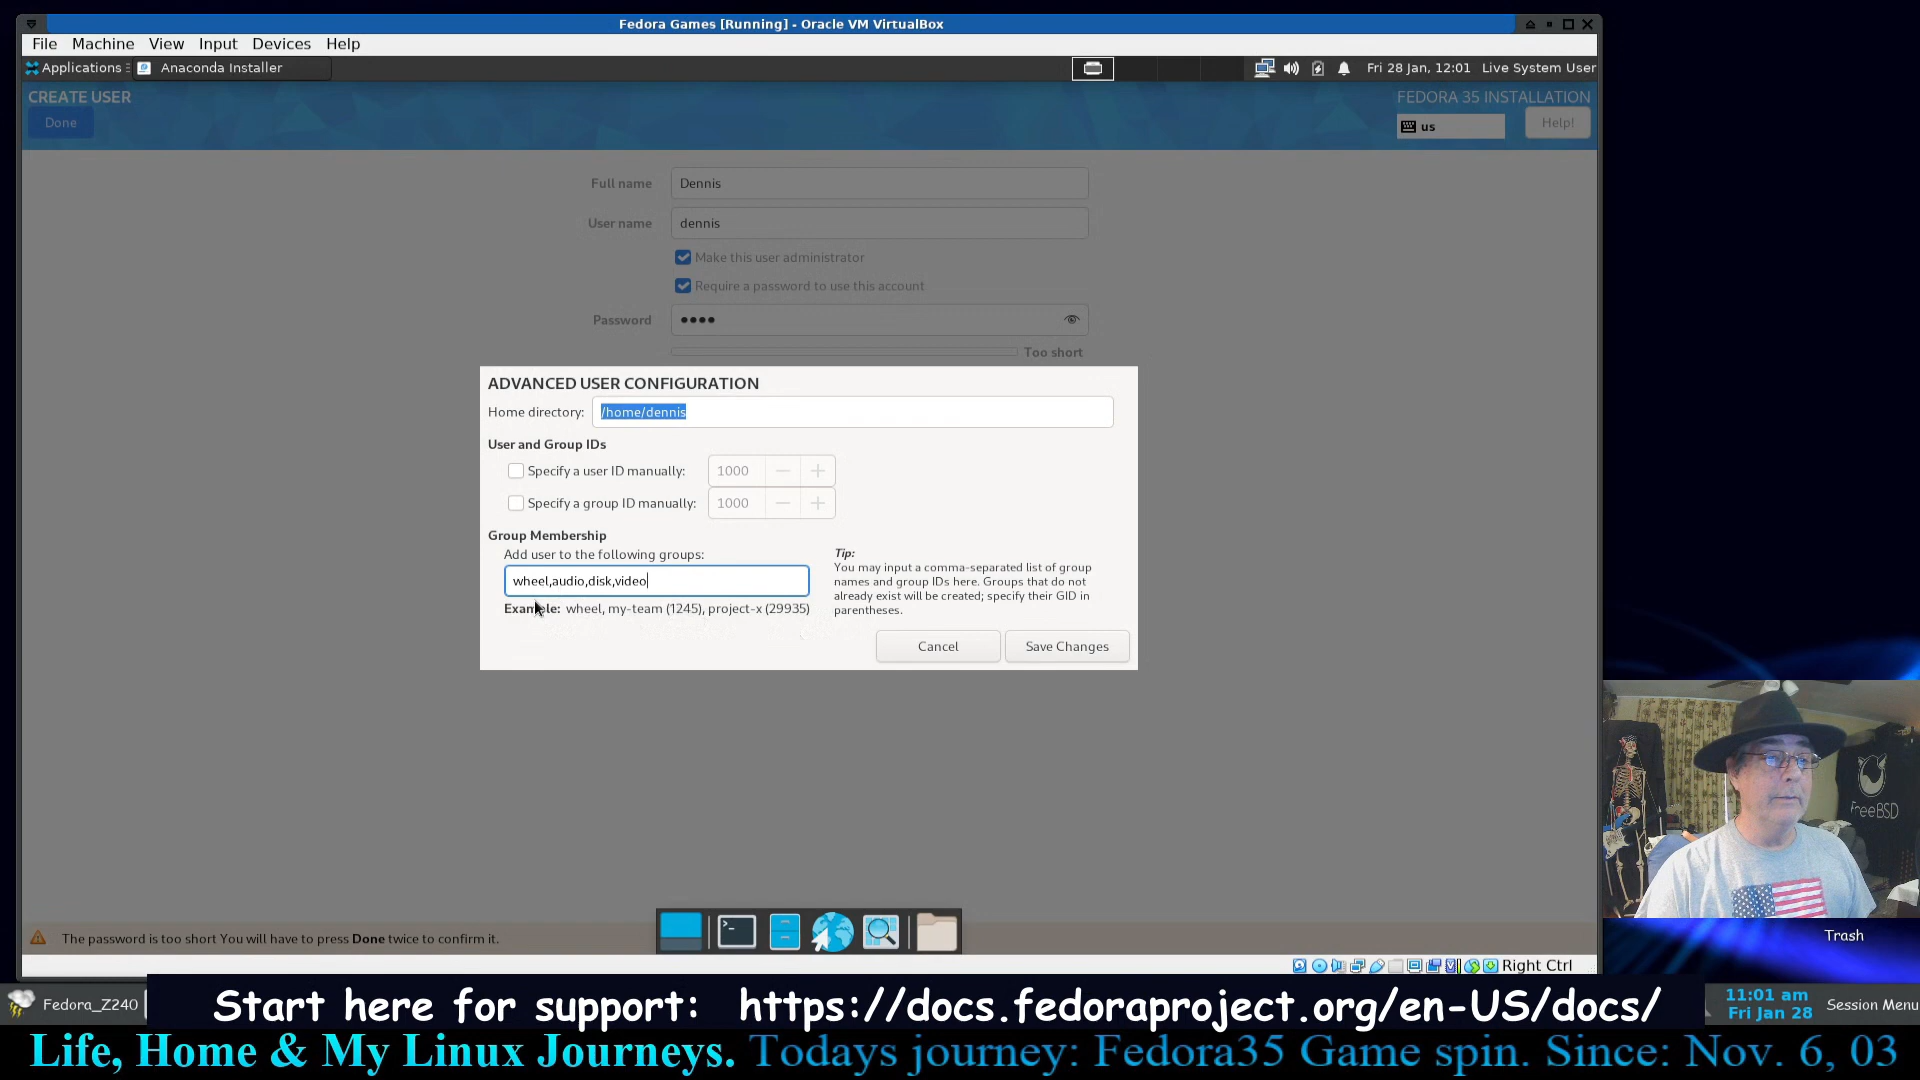 Fedora Games [Running] - Oracle VM VirtualBox
File Machine View Input Devices Help
Applications Anaconda Installer Fri 28 Jan, 12:01 Live System User
CREATE USER FEDORA 35 INSTALLATION
Done us Help!
Full name Dennis
User name dennis
Make this user administrator
Require a password to use this account
Password ••••
Too short
ADVANCED USER CONFIGURATION
Home directory: /home/dennis
User and Group IDs
Specify a user ID manually: 1000 − +
Specify a group ID manually: 1000 − +
Group Membership
Add user to the following groups:
wheel,audio,disk,video
Example: wheel, my-team (1245), project-x (29935)
Tip:
You may input a comma-separated list of group
names and group IDs here. Groups that do not
already exist will be created; specify their GID in
parentheses.
Cancel Save Changes
FreeBSD
The password is too short You will have to press Done twice to confirm it.
Trash
Right Ctrl
Fedora_Z240
Start here for support: https://docs.fedoraproject.org/en-US/docs/
11:01 am
Fri Jan 28
Session Menu
Life, Home & My Linux Journeys. Todays journey: Fedora35 Game spin. Since: Nov. 6, 03